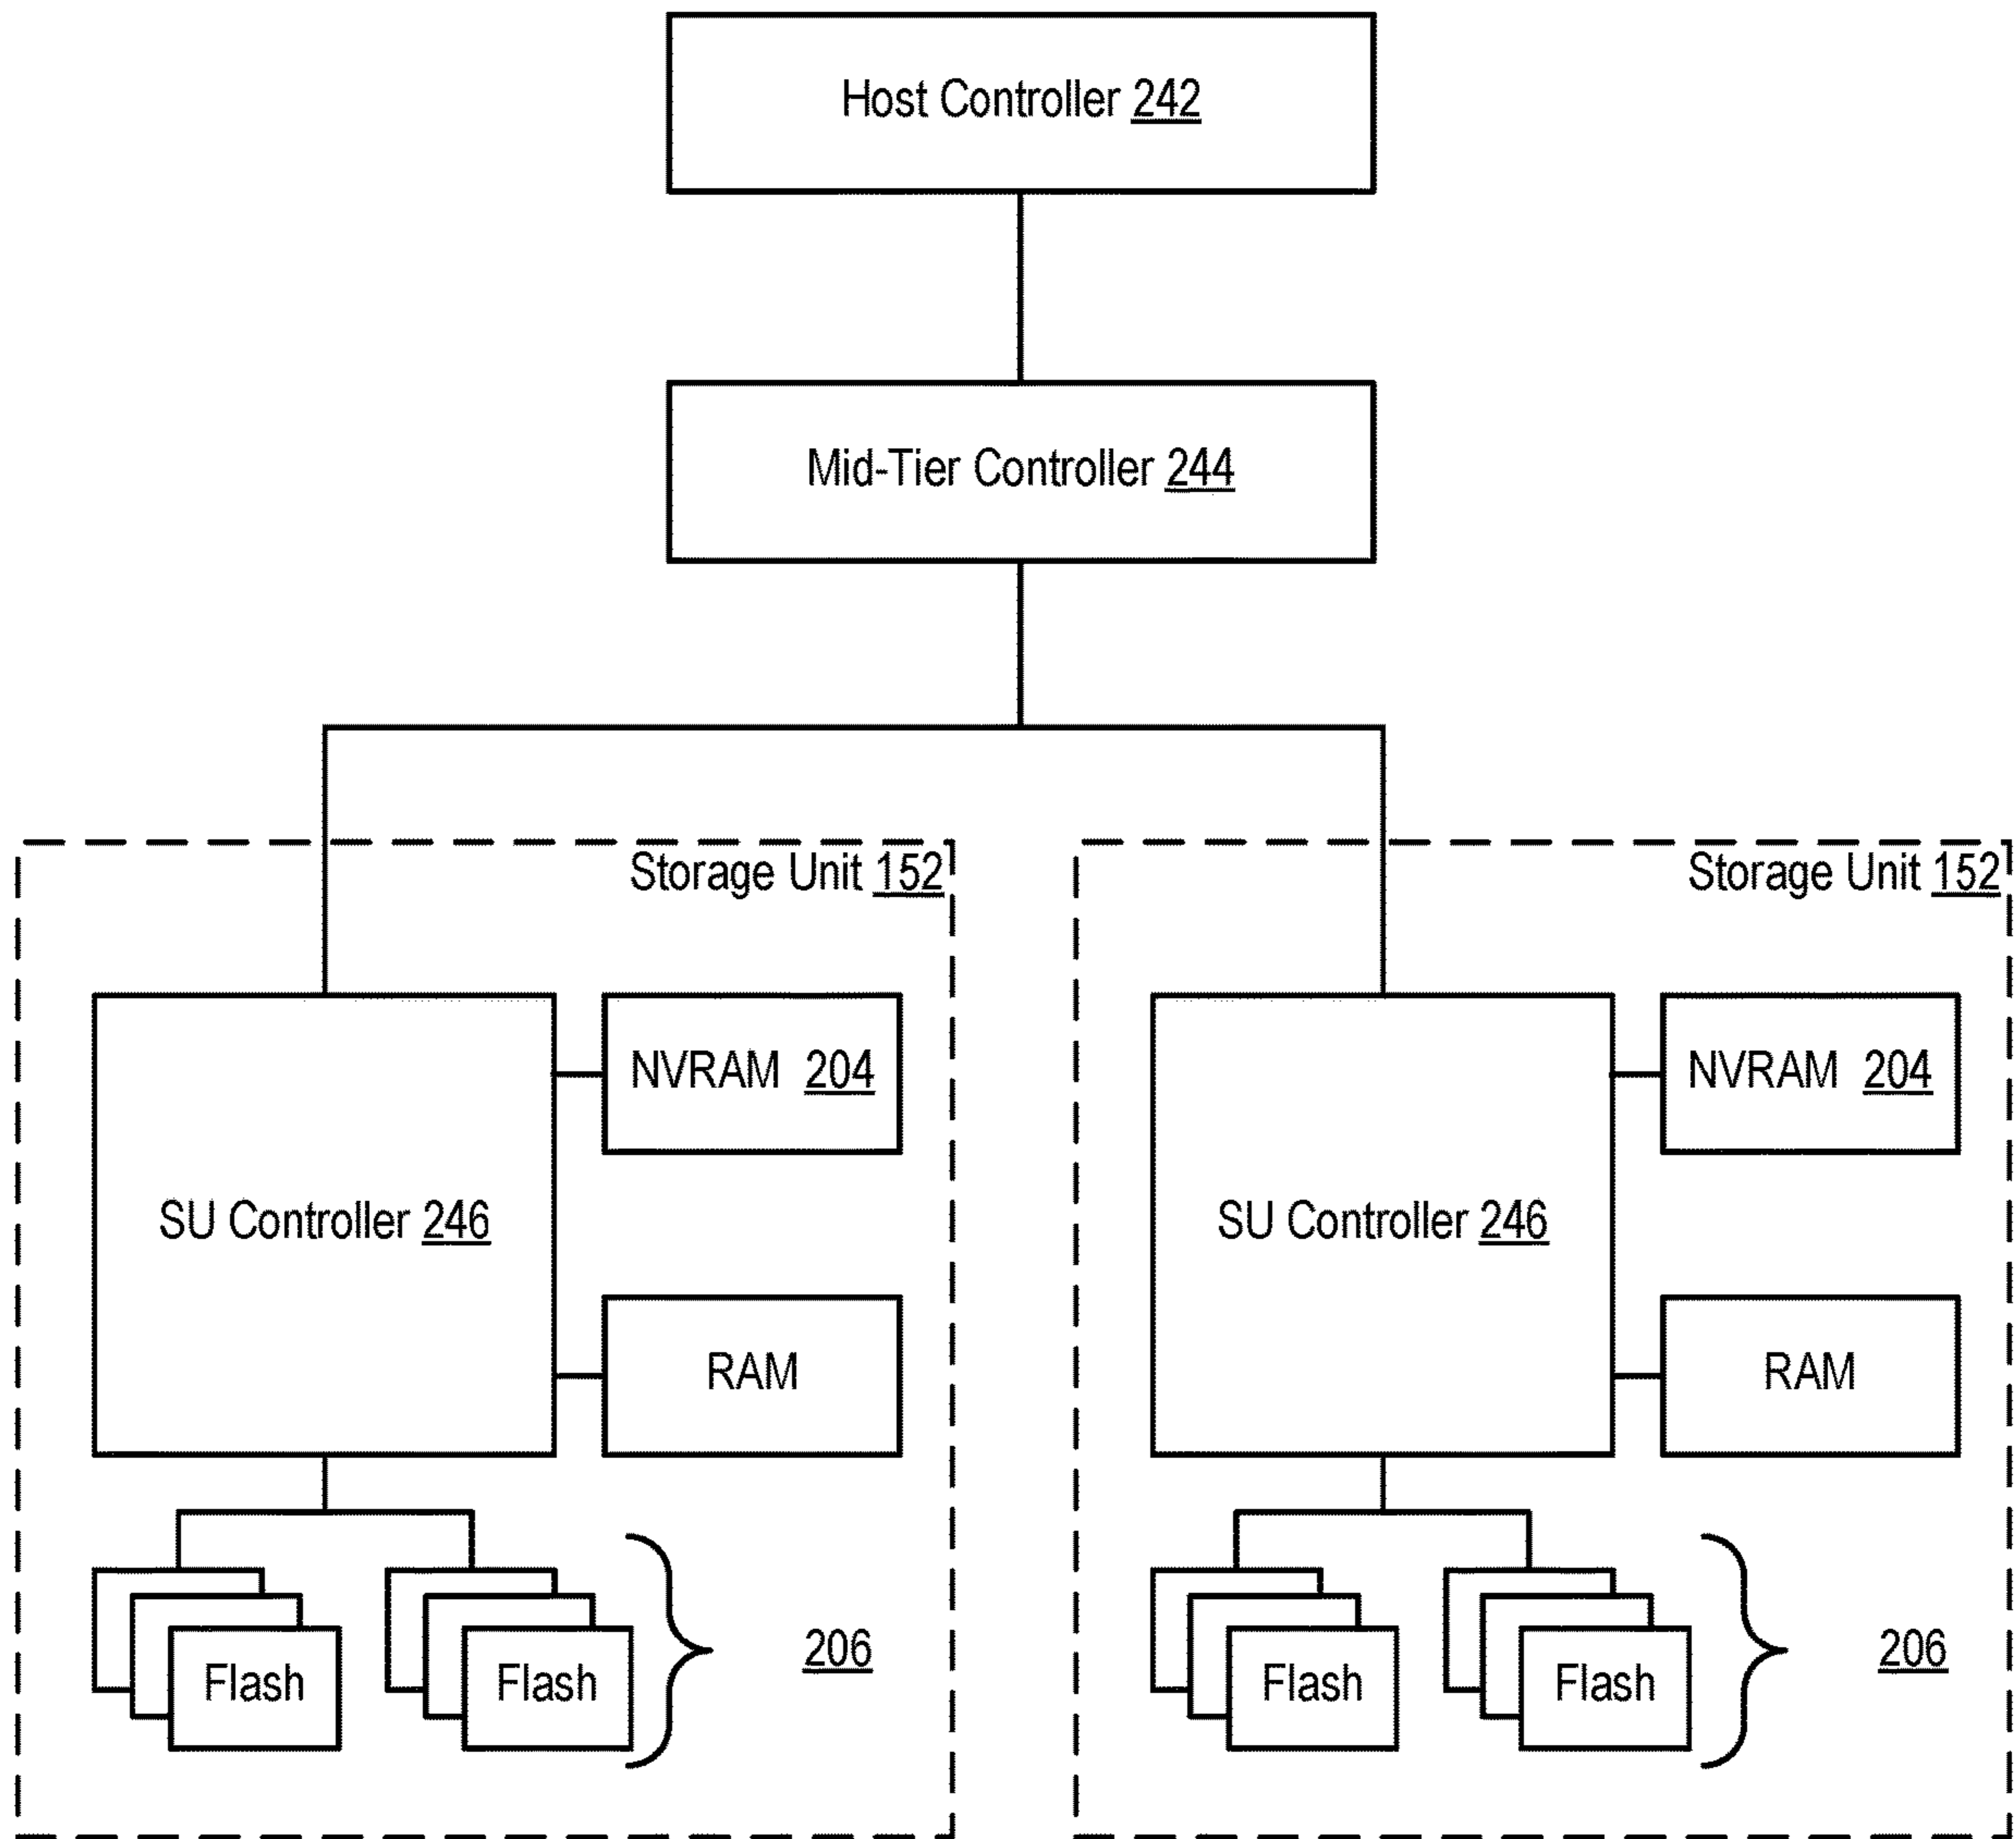 Host Controller 242
Mid-Tier Controller 244
Storage Unit 152
NVRAM 204
SU Controller 246
RAM
Flash
Flash
206
Storage Unit 152
NVRAM 204
SU Controller 246
RAM
Flash
Flash
206